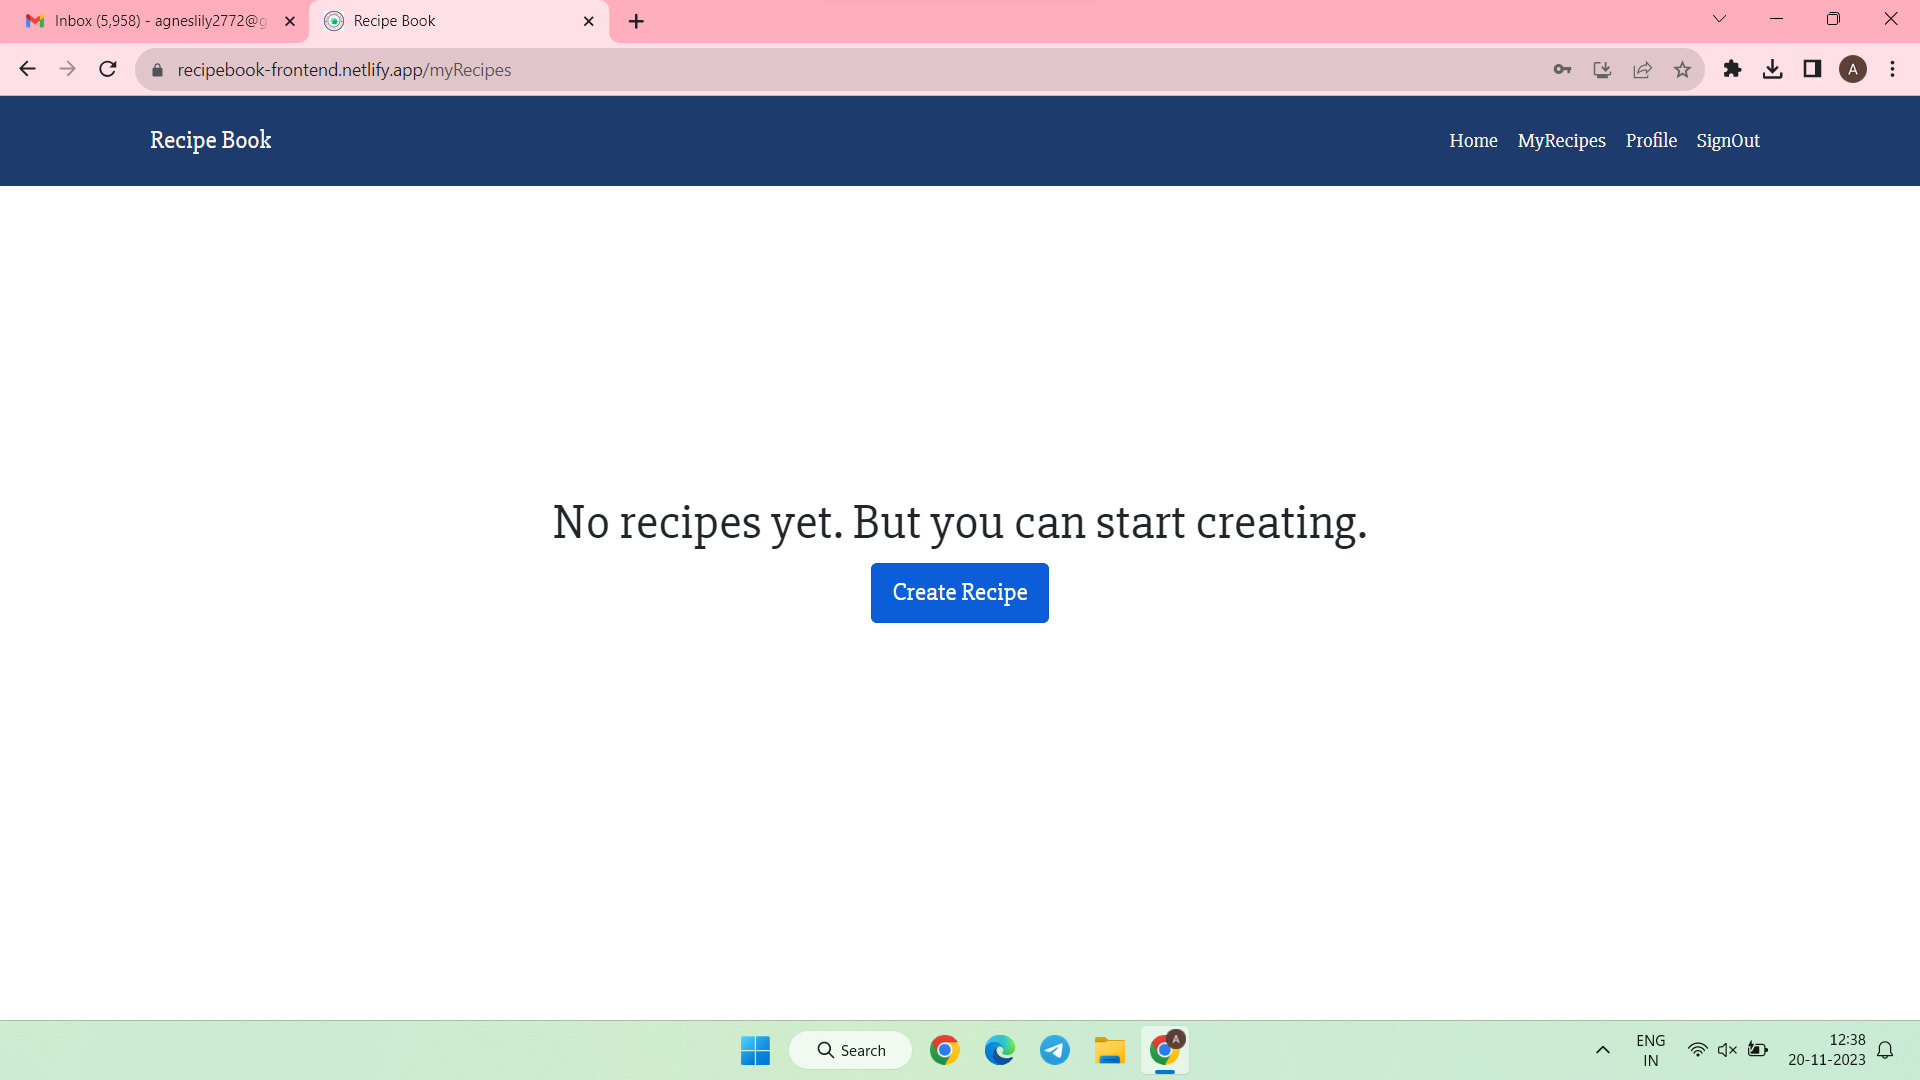 Inbox (5,958) - agneslily2772@g
Recipe Book
recipebook-frontend.netlify.app/myRecipes
A
Recipe Book
Home MyRecipes Profile SignOut
No recipes yet. But you can start creating.
Create Recipe
Search
A
ENG
IN
12:38
20-11-2023